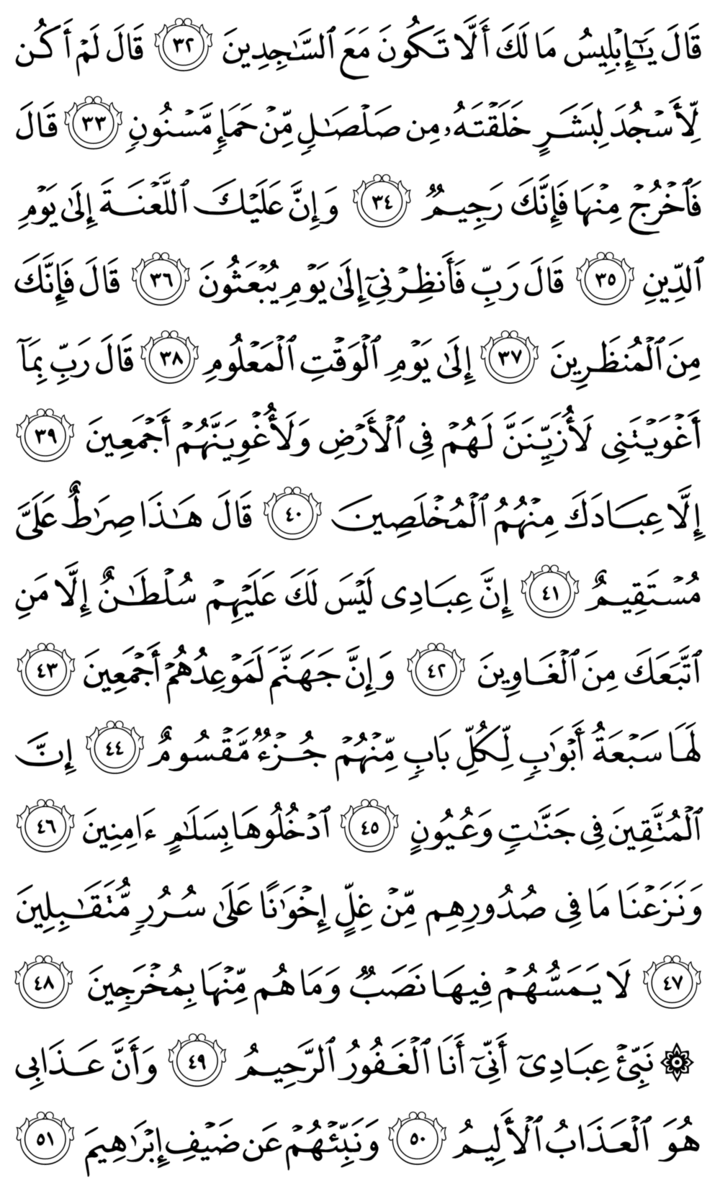 قَالَ يَـٰٓإِبۡلِيسُ مَا لَكَ أَلَّا تَكُونَ مَعَ ٱلسَّـٰجِدِينَ ٣٢ قَالَ لَمۡ أَكُن
لِّأَسۡجُدَ لِبَشَرٍ خَلَقۡتَهُۥ مِن صَلۡصَـٰلٖ مِّنۡ حَمَإٖ مَّسۡنُونٖ ٣٣ قَالَ
فَٱخۡرُجۡ مِنۡهَا فَإِنَّكَ رَجِيمٞ ٣٤ وَإِنَّ عَلَيۡكَ ٱللَّعۡنَةَ إِلَىٰ يَوۡمِ
ٱلدِّينِ ٣٥ قَالَ رَبِّ فَأَنظِرۡنِيٓ إِلَىٰ يَوۡمِ يُبۡعَثُونَ ٣٦ قَالَ فَإِنَّكَ
مِنَ ٱلۡمُنظَرِينَ ٣٧ إِلَىٰ يَوۡمِ ٱلۡوَقۡتِ ٱلۡمَعۡلُومِ ٣٨ قَالَ رَبِّ بِمَآ
أَغۡوَيۡتَنِي لَأُزَيِّنَنَّ لَهُمۡ فِي ٱلۡأَرۡضِ وَلَأُغۡوِيَنَّهُمۡ أَجۡمَعِينَ ٣٩
إِلَّا عِبَادَكَ مِنۡهُمُ ٱلۡمُخۡلَصِينَ ٤٠ قَالَ هَـٰذَا صِرَٰطٌ عَلَيَّ
مُسۡتَقِيمٌ ٤١ إِنَّ عِبَادِي لَيۡسَ لَكَ عَلَيۡهِمۡ سُلۡطَـٰنٌ إِلَّا مَنِ
ٱتَّبَعَكَ مِنَ ٱلۡغَاوِينَ ٤٢ وَإِنَّ جَهَنَّمَ لَمَوۡعِدُهُمۡ أَجۡمَعِينَ ٤٣
لَهَا سَبۡعَةُ أَبۡوَٰبٖ لِّكُلِّ بَابٖ مِّنۡهُمۡ جُزۡءٞ مَّقۡسُومٌ ٤٤ إِنَّ
ٱلۡمُتَّقِينَ فِي جَنَّـٰتٖ وَعُيُونٍ ٤٥ ٱدۡخُلُوهَا بِسَلَـٰمٍ ءَامِنِينَ ٤٦
وَنَزَعۡنَا مَا فِي صُدُورِهِم مِّنۡ غِلٍّ إِخۡوَٰنًا عَلَىٰ سُرُرٖ مُّتَقَـٰبِلِينَ
٤٧ لَا يَمَسُّهُمۡ فِيهَا نَصَبٞ وَمَا هُم مِّنۡهَا بِمُخۡرَجِينَ ٤٨
۞ نَبِّئۡ عِبَادِيٓ أَنِّيٓ أَنَا ٱلۡغَفُورُ ٱلرَّحِيمُ ٤٩ وَأَنَّ عَذَابِي
هُوَ ٱلۡعَذَابُ ٱلۡأَلِيمُ ٥٠ وَنَبِّئۡهُمۡ عَن ضَيۡفِ إِبۡرَٰهِيمَ ٥١